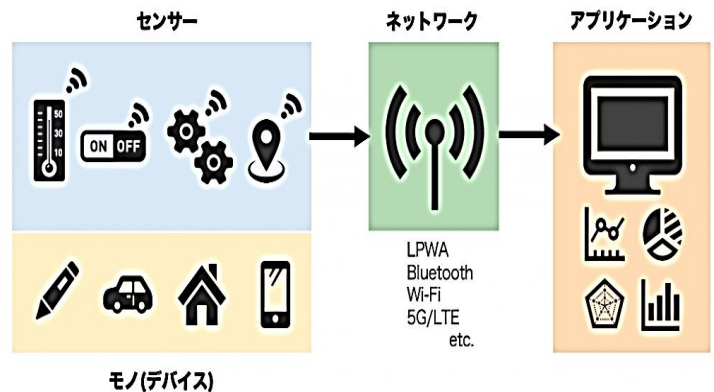 センサー
ネットワーク
アプリケーション
50
30
10
ON OFF
LPWA
Bluetooth
Wi-Fi
5G/LTE
etc.
モノ(デバイス)